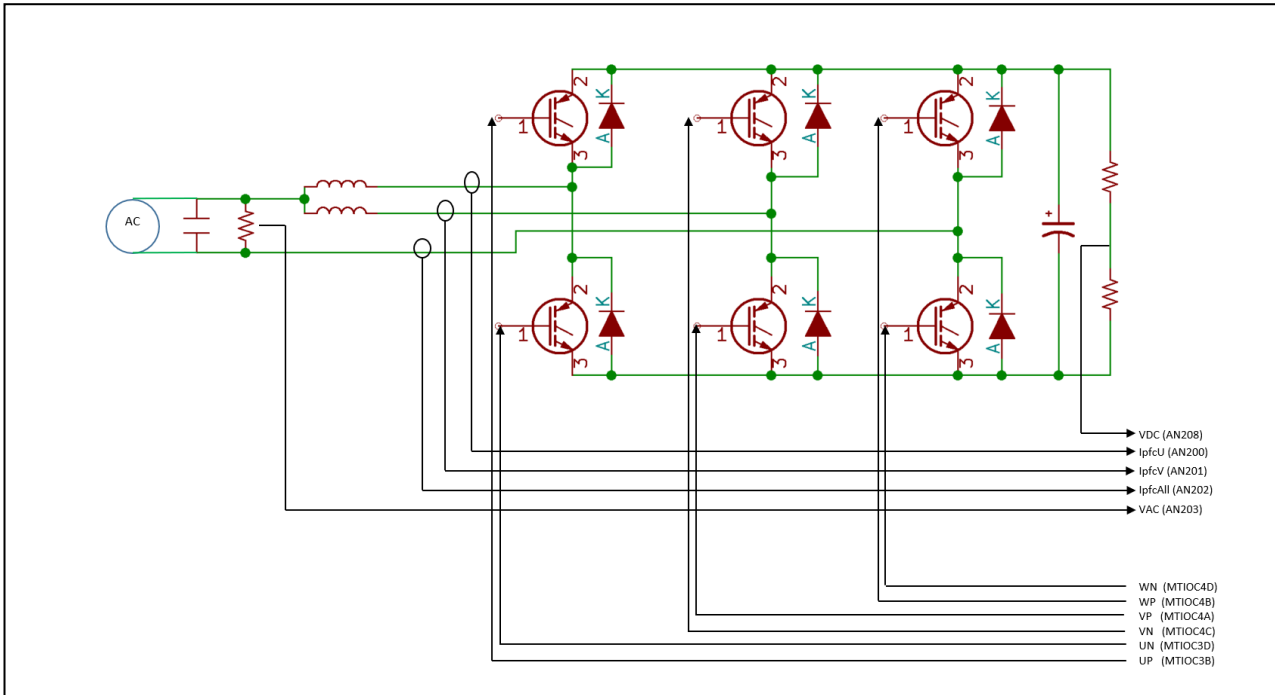 2 K 2 K 2 K
1 1 1
A A A
3 3 3
AC
+
2 K 2 K 2 K
1 1 1
A A A
3 3 3
VDC (AN208)
IpfcU (AN200)
IpfcV (AN201)
IpfcAll (AN202)
VAC (AN203)
WN (MTIOC4D)
WP (MTIOC4B)
VP (MTIOC4A)
VN (MTIOC4C)
UN (MTIOC3D)
UP (MTIOC3B)